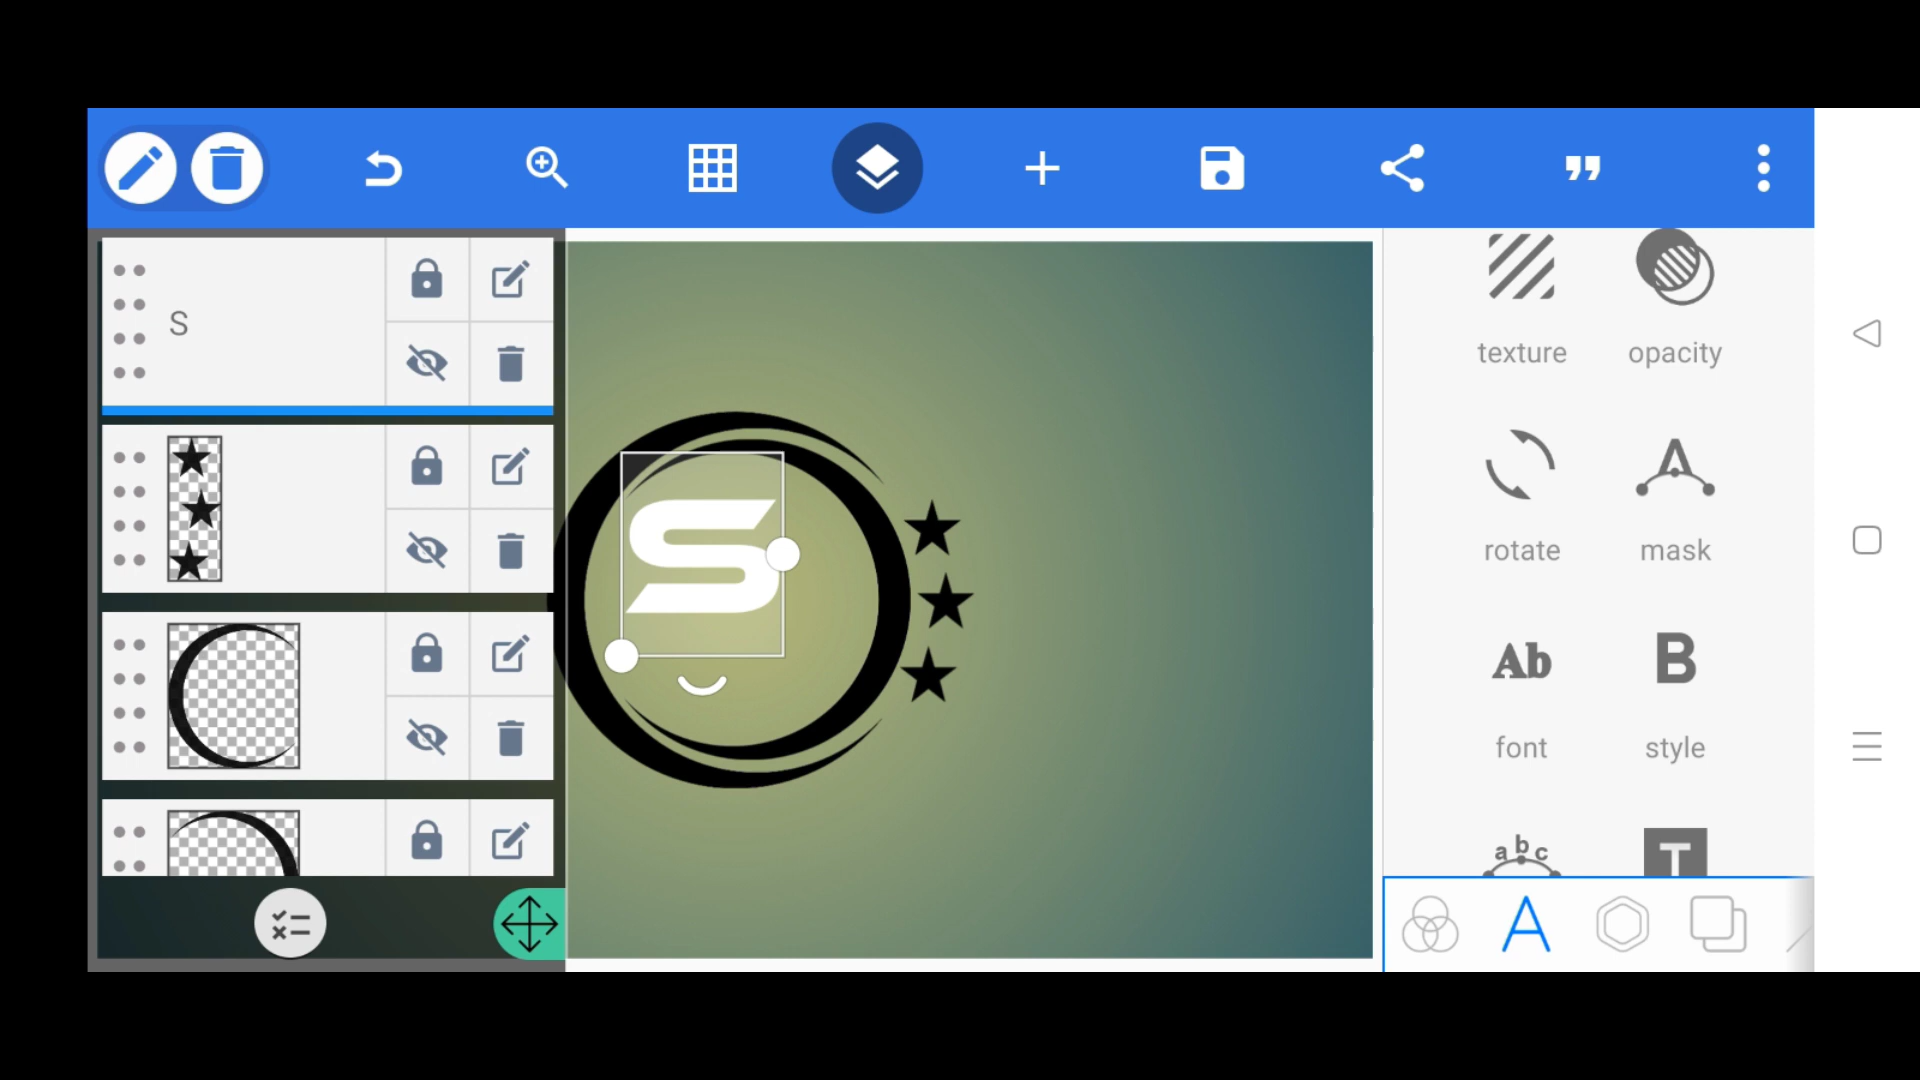 S
S
texture
opacity
rotate
mask
Ab
B
font
style
abc
T
A